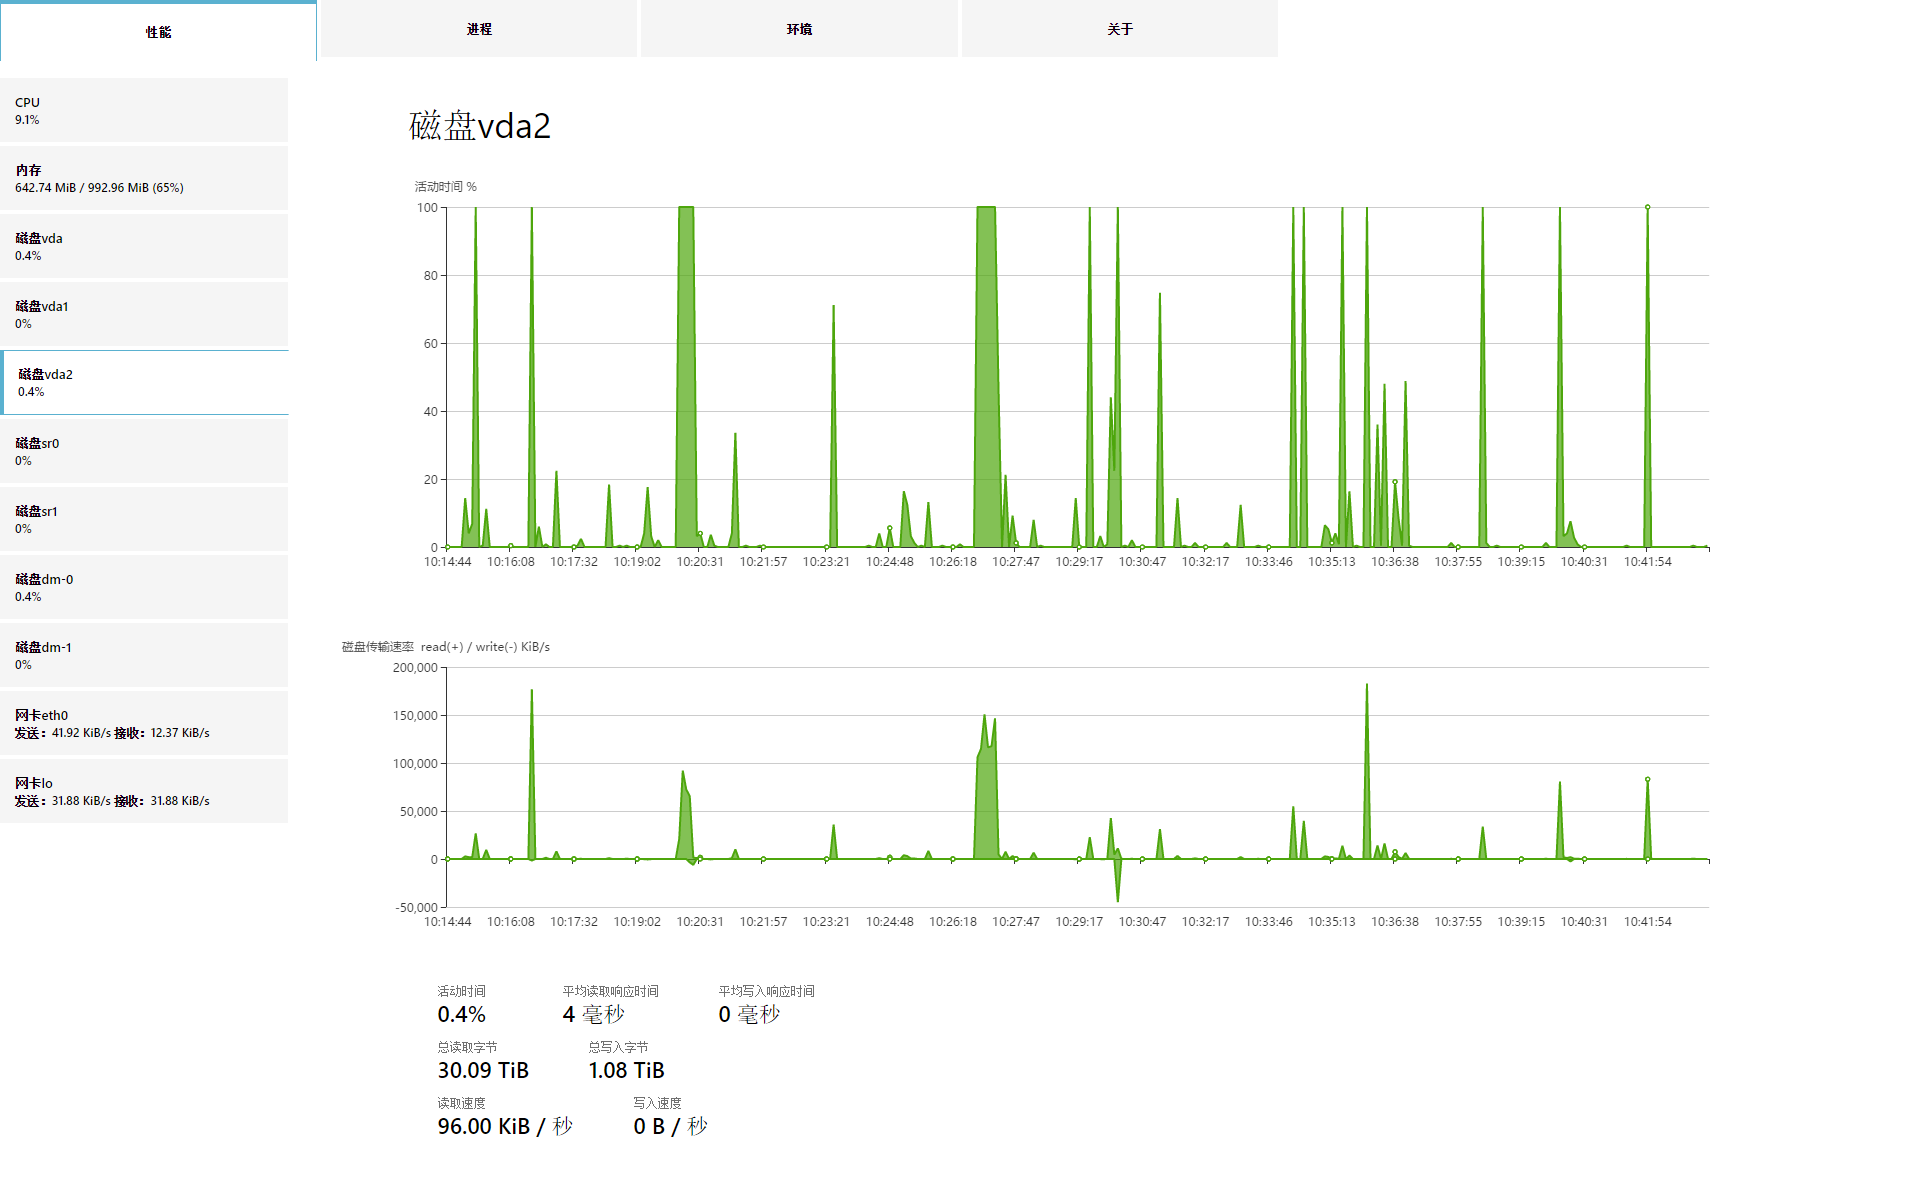 性能
进程
环境
关于
CPU
9.1%
内存
642.74 MiB / 992.96 MiB (65%)
磁盘vda
0.4%
磁盘vda1
0%
磁盘vda2
0.4%
磁盘sr0
0%
磁盘sr1
0%
磁盘dm-0
0.4%
磁盘dm-1
0%
网卡eth0
发送：41.92 KiB/s 接收：12.37 KiB/s
网卡lo
发送：31.88 KiB/s 接收：31.88 KiB/s
磁盘vda2
活动时间 %
100
80
60
40
20
0
10:14:44 10:16:08 10:17:32 10:19:02 10:20:31 10:21:57 10:23:21 10:24:48 10:26:18 10:27:47 10:29:17 10:30:47 10:32:17 10:33:46 10:35:13 10:36:38 10:37:55 10:39:15 10:40:31 10:41:54
磁盘传输速率 read(+) / write(-) KiB/s
200,000
150,000
100,000
50,000
0
-50,000
10:14:44 10:16:08 10:17:32 10:19:02 10:20:31 10:21:57 10:23:21 10:24:48 10:26:18 10:27:47 10:29:17 10:30:47 10:32:17 10:33:46 10:35:13 10:36:38 10:37:55 10:39:15 10:40:31 10:41:54
活动时间 平均读取响应时间 平均写入响应时间
0.4% 4 毫秒 0 毫秒
总读取字节 总写入字节
30.09 TiB 1.08 TiB
读取速度 写入速度
96.00 KiB / 秒 0 B / 秒